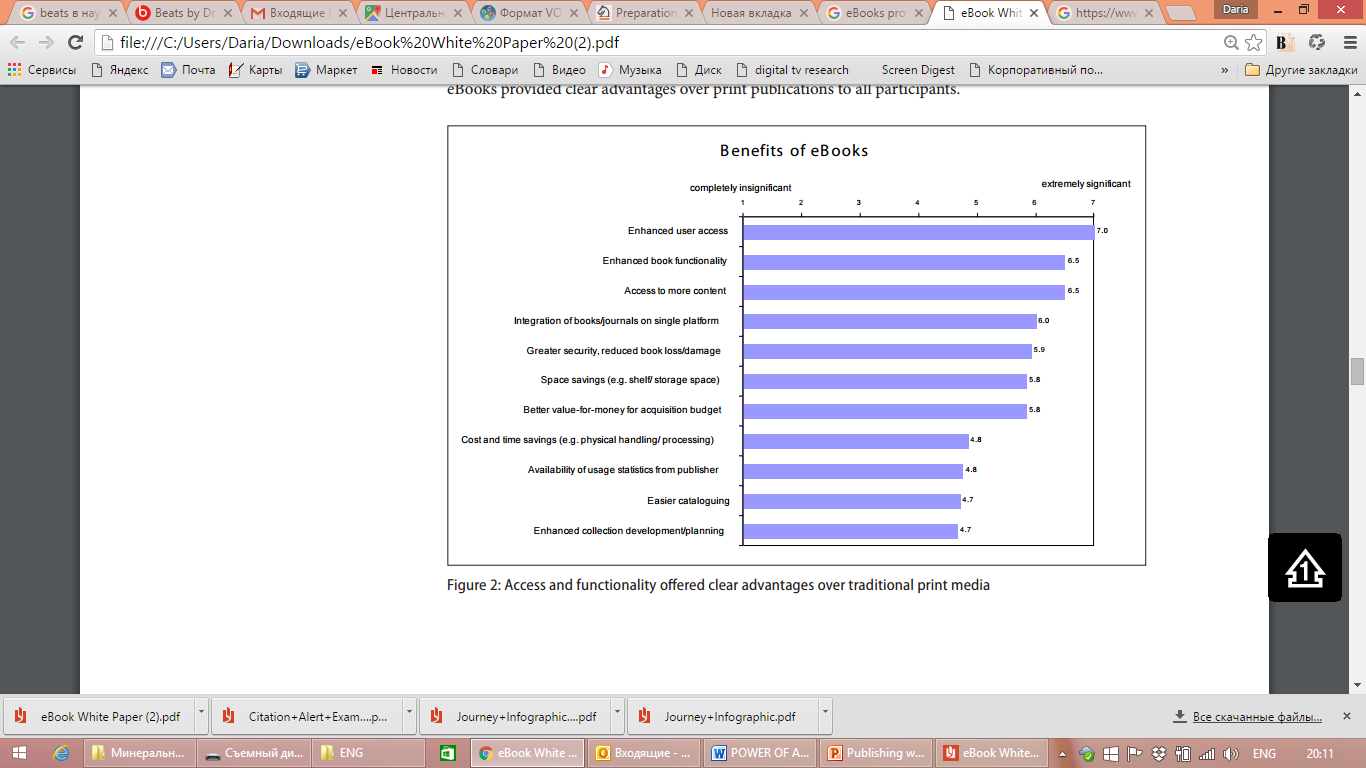 beats в нау
Beats by Dr
Входящие
Центральн
Формат VO
Preparation
Новая вкладка
eBooks pro
eBook Whit
https://www
Daria
file:///C:/Users/Daria/Downloads/eBook%20White%20Paper%20(2).pdf
Сервисы
Яндекс
Почта
Карты
Маркет
Новости
Словари
Видео
Музыка
Диск
digital tv research
Screen Digest
Корпоративный по...
»
Другие закладки
eBooks provided clear advantages over print publications to all participants.
Benefits of eBooks
completely insignificant
extremely significant
1 2 3 4 5 6 7
Enhanced user access 7.0
Enhanced book functionality 6.5
Access to more content 6.5
Integration of books/journals on single platform 6.0
Greater security, reduced book loss/damage 5.9
Space savings (e.g. shelf/ storage space) 5.8
Better value-for-money for acquisition budget 5.8
Cost and time savings (e.g. physical handling/ processing) 4.8
Availability of usage statistics from publisher 4.8
Easier cataloguing 4.7
Enhanced collection development/planning 4.7
Figure 2: Access and functionality offered clear advantages over traditional print media
1
eBook White Paper (2).pdf
Citation+Alert+Exam....p...
Journey+Infographic....pdf
Journey+Infographic.pdf
Все скачанные файлы...
Минеральн...
Съемный ди...
ENG
eBook White ...
Входящие - ...
POWER OF A...
Publishing w...
eBook White...
ENG
20:11